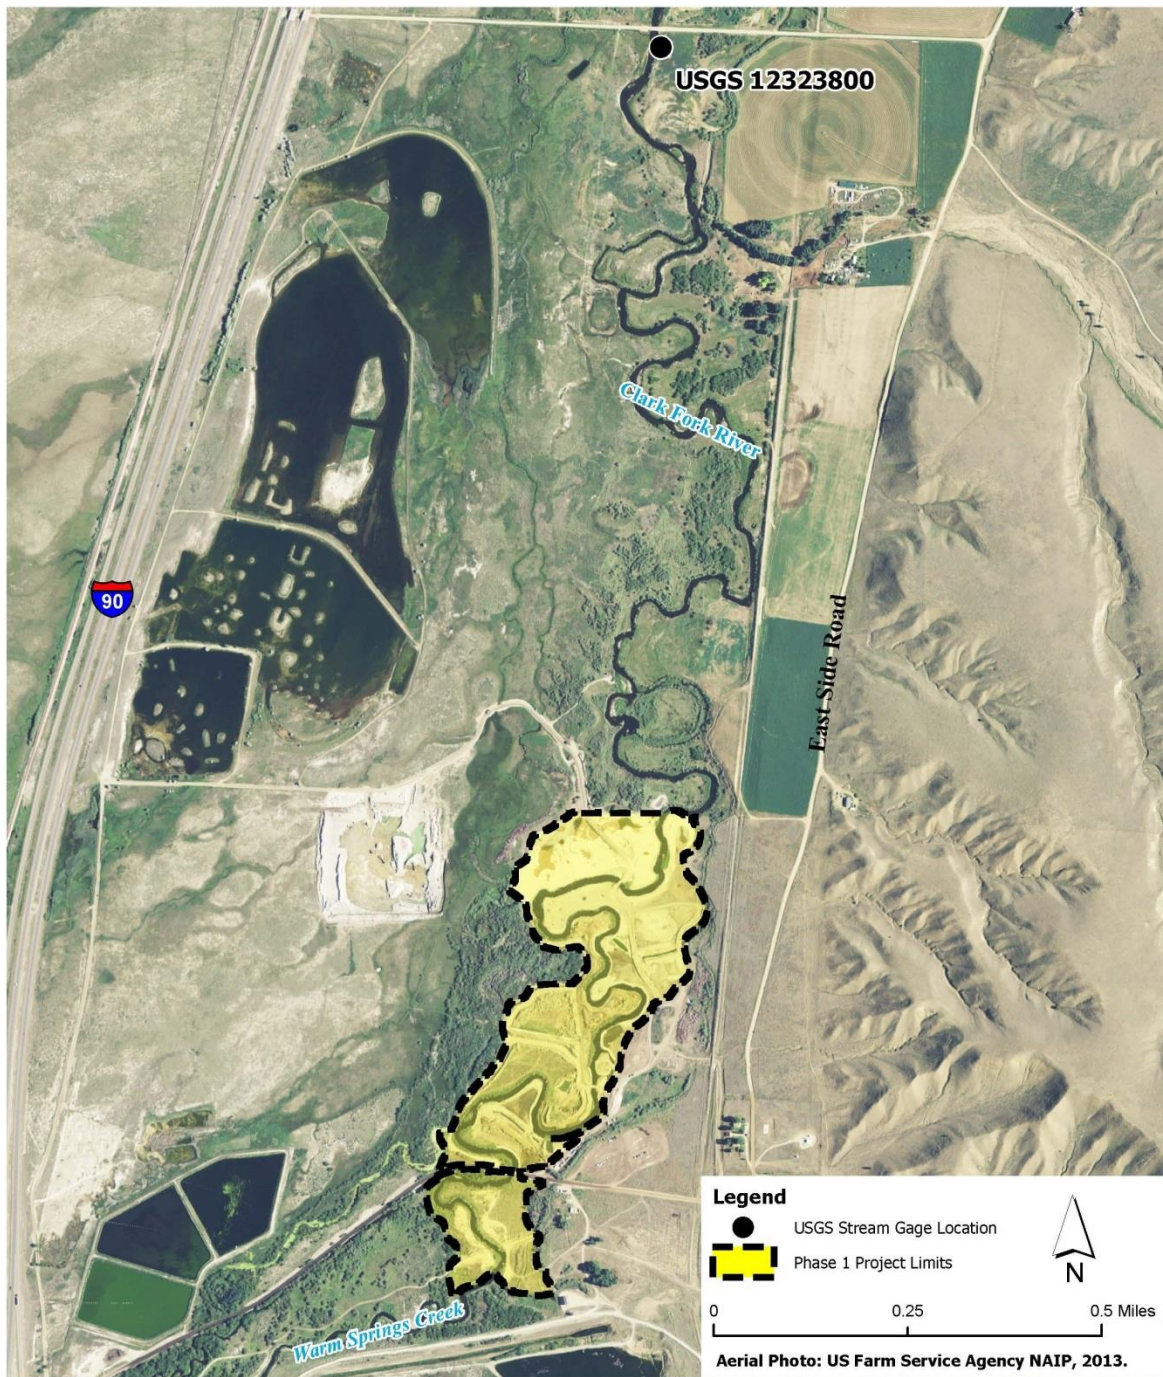 USGS 12323800
Clark Fork River
90
East Side Road
Warm Springs Creek
Legend
USGS Stream Gage Location
Phase 1 Project Limits
N
0 0.25 0.5 Miles
Aerial Photo: US Farm Service Agency NAIP, 2013.